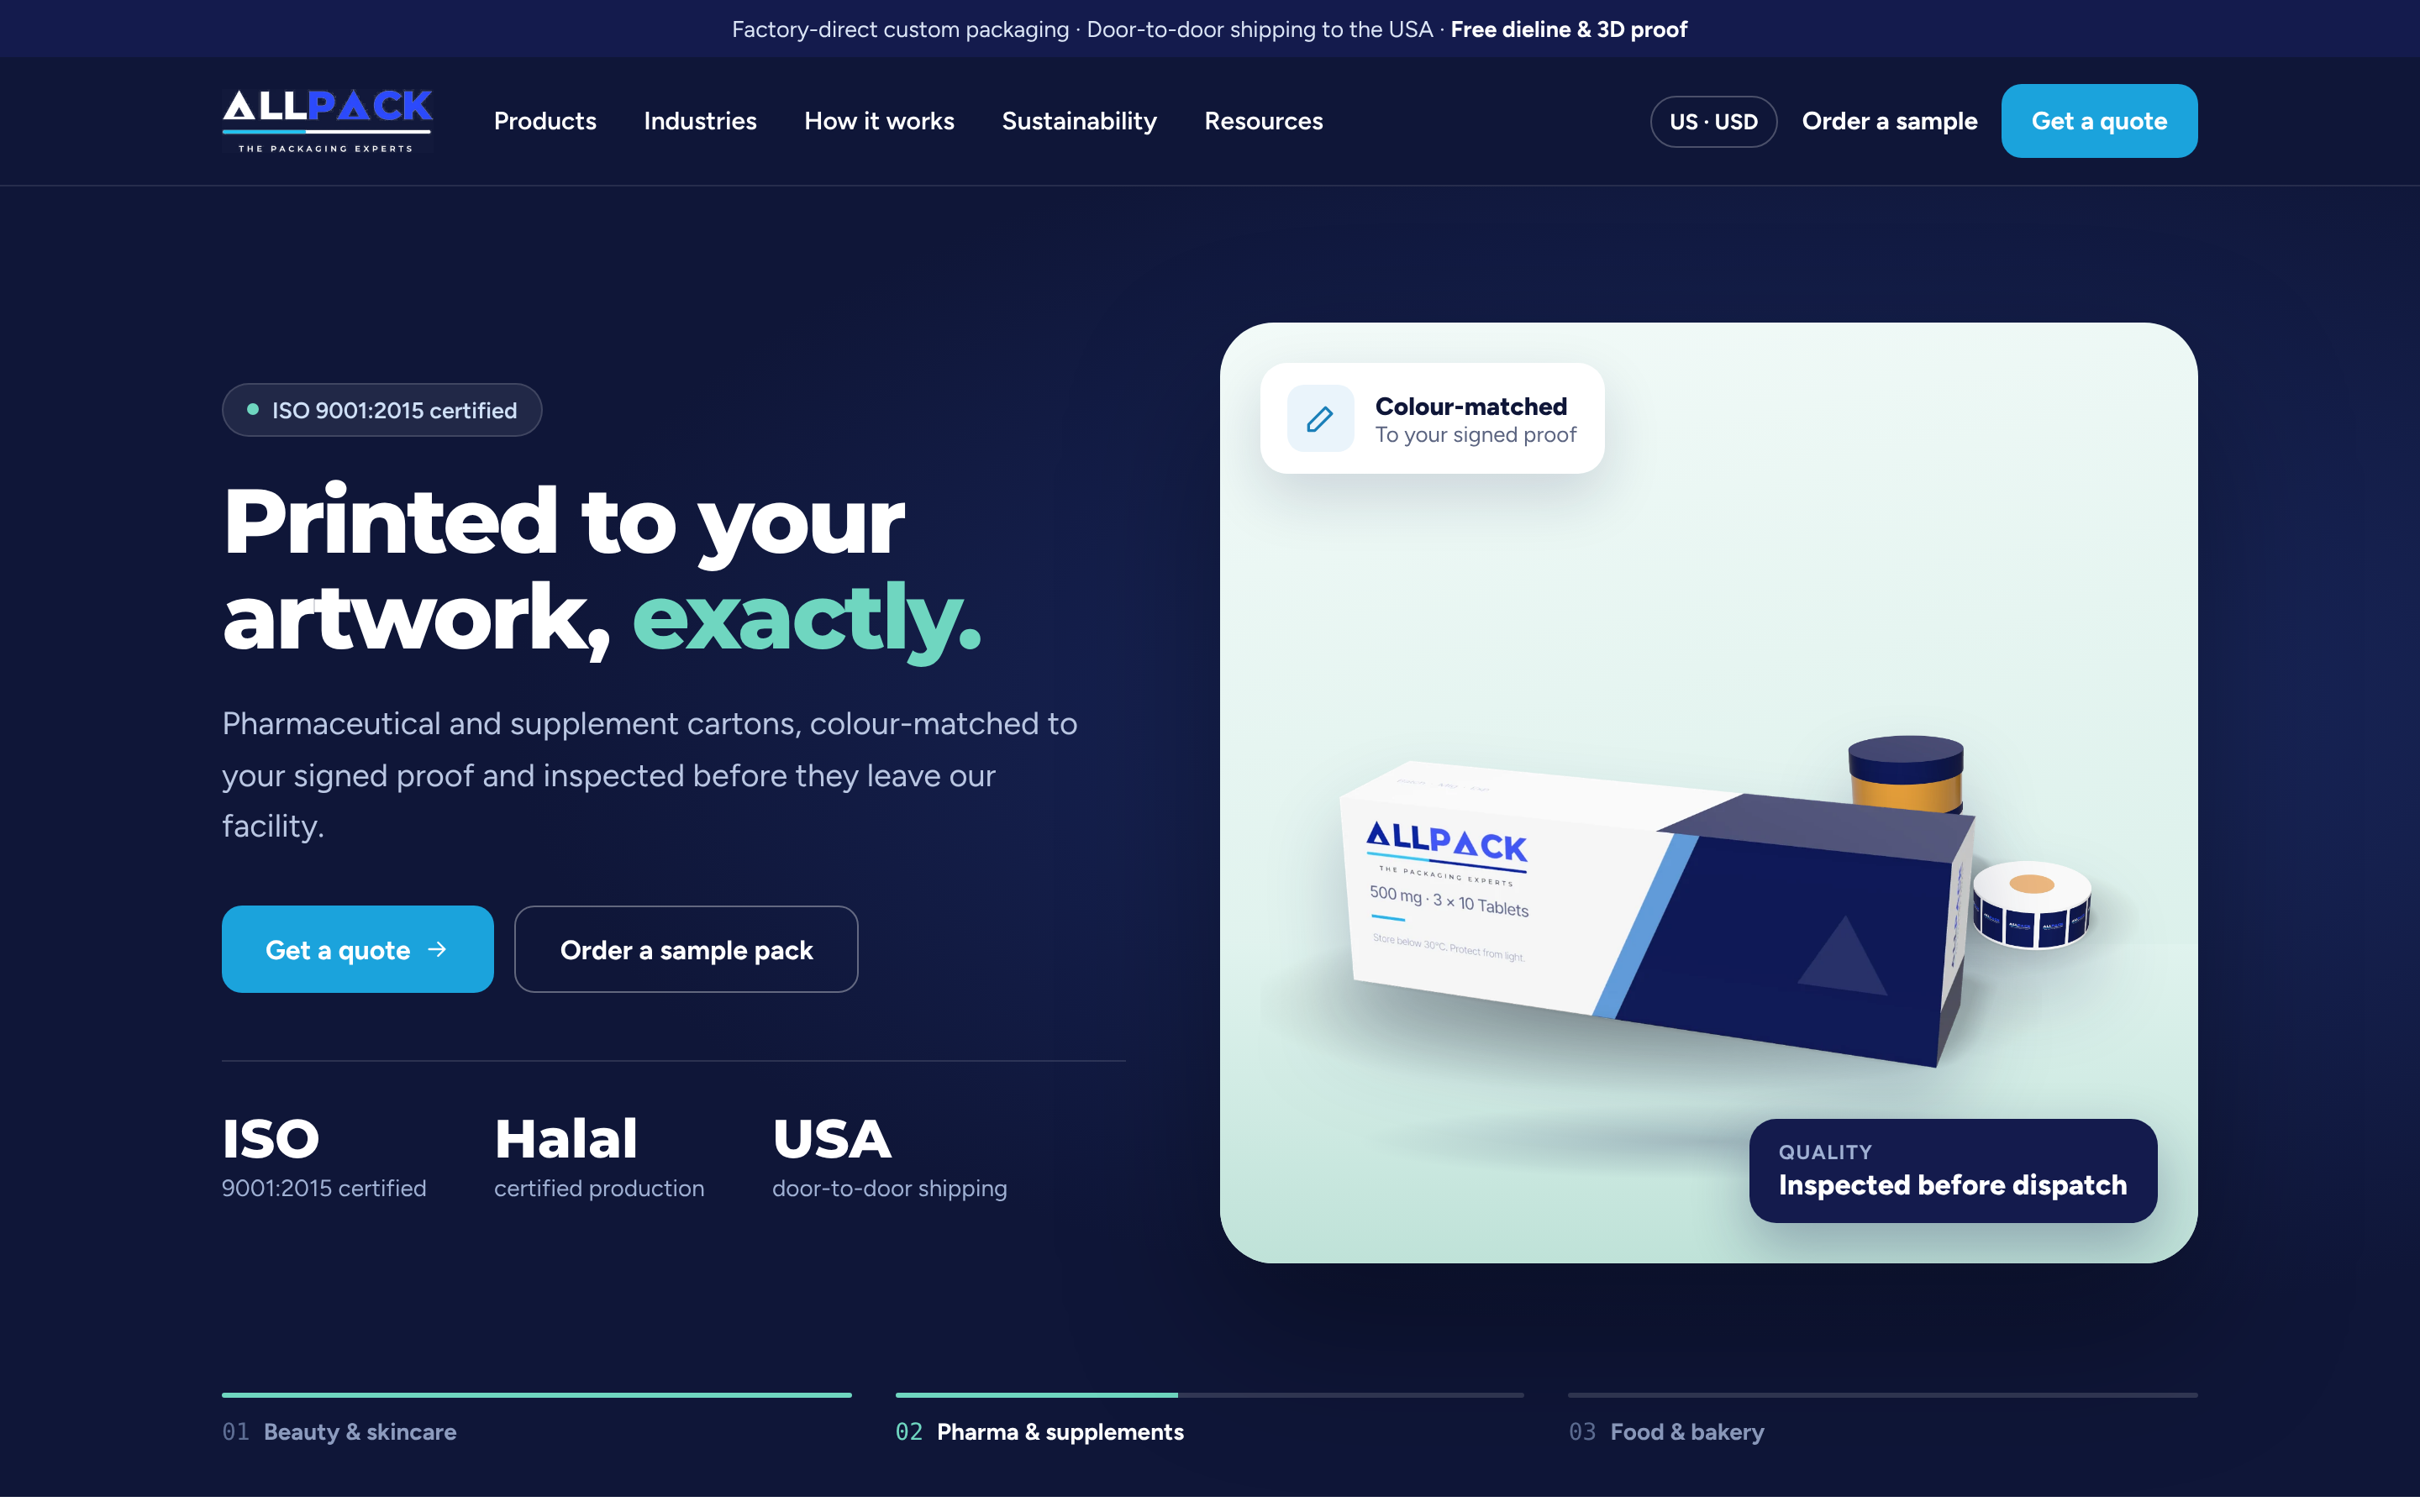 Factory-direct custom packaging · Door-to-door shipping to the USA · Free dieline & 3D proof
ALLPACK
THE PACKAGING EXPERTS
Products
Industries
How it works
Sustainability
Resources
US · USD
Order a sample
Get a quote
ISO 9001:2015 certified
Printed to your
artwork, exactly.
Pharmaceutical and supplement cartons, colour-matched to
your signed proof and inspected before they leave our
facility.
Get a quote →
Order a sample pack
ISO
9001:2015 certified
Halal
certified production
USA
door-to-door shipping
Colour-matched
To your signed proof
ALLPACK
THE PACKAGING EXPERTS
500 mg · 3 × 10 Tablets
Store below 30°C. Protect from light.
QUALITY
Inspected before dispatch
01 Beauty & skincare
02 Pharma & supplements
03 Food & bakery